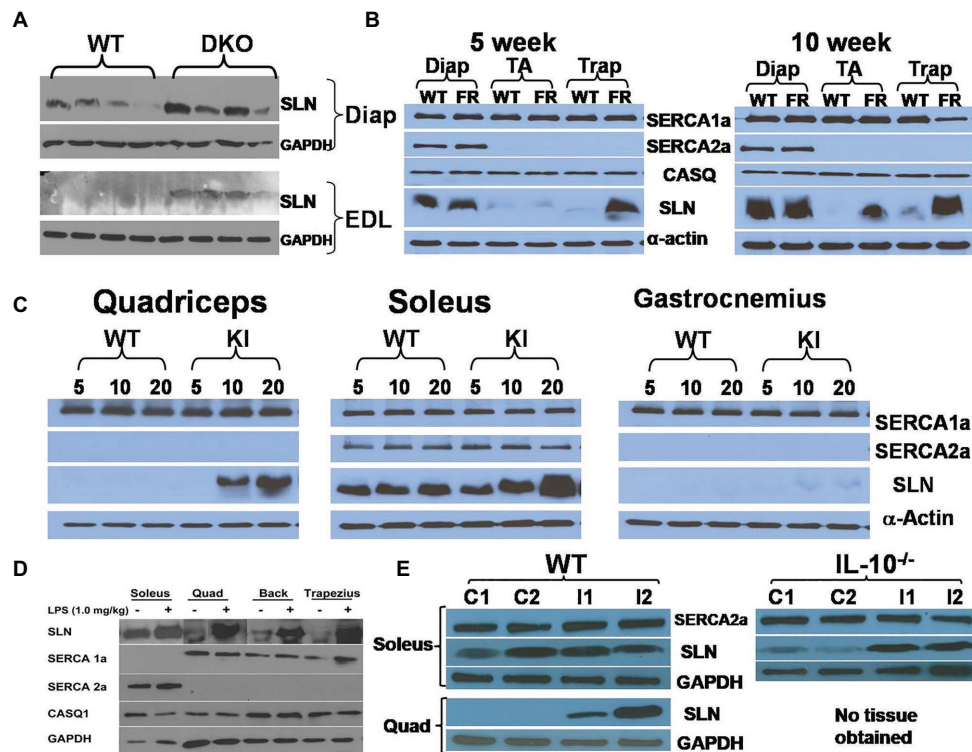 A
WT DKO
SLN
GAPDH
Diap
SLN
GAPDH
EDL
B
5 week
Diap TA Trap
WT FR WT FR WT FR
10 week
Diap TA Trap
WT FR WT FR WT FR
SERCA1a
SERCA2a
CASQ
SLN
α-actin
C
Quadriceps Soleus Gastrocnemius
WT KI WT KI WT KI
5 10 20 5 10 20 5 10 20 5 10 20 5 10 20 5 10 20
SERCA1a
SERCA2a
SLN
α-Actin
D
Soleus Quad Back Trapezius
LPS (1.0 mg/kg) - + - + - + - +
SLN
SERCA 1a
SERCA 2a
CASQ1
GAPDH
E
WT IL-10-/-
C1 C2 I1 I2 C1 C2 I1 I2
Soleus
SERCA2a
SLN
GAPDH
Quad
SLN
GAPDH
No tissue
obtained